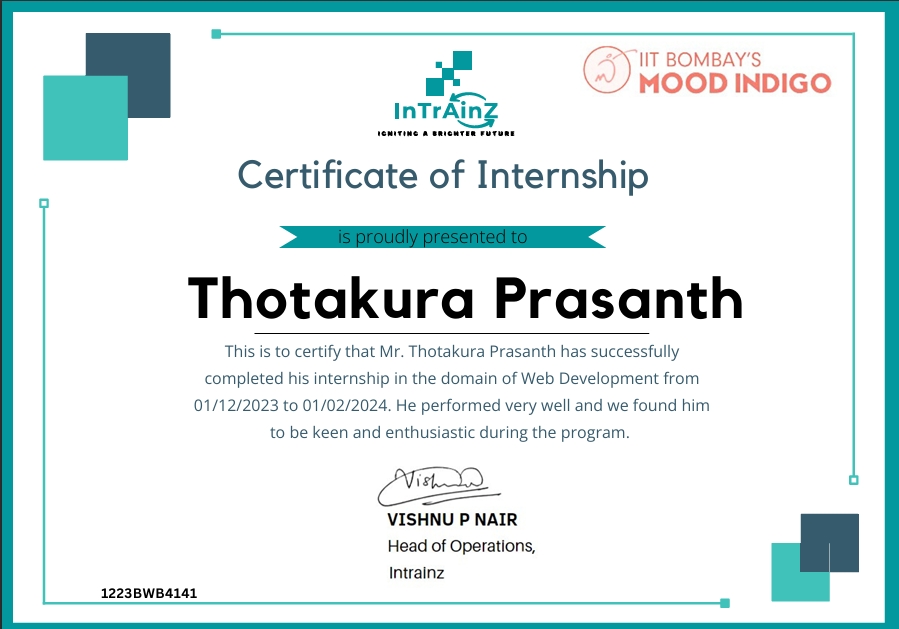 InTrAinZ
IGNITING A BRIGHTER FUTURE
IIT BOMBAY'S
MOOD INDIGO
Certificate of Internship
is proudly presented to
Thotakura Prasanth
This is to certify that Mr. Thotakura Prasanth has successfully
completed his internship in the domain of Web Development from
01/12/2023 to 01/02/2024. He performed very well and we found him
to be keen and enthusiastic during the program.
Vishnu
VISHNU P NAIR
Head of Operations,
Intrainz
1223BWB4141